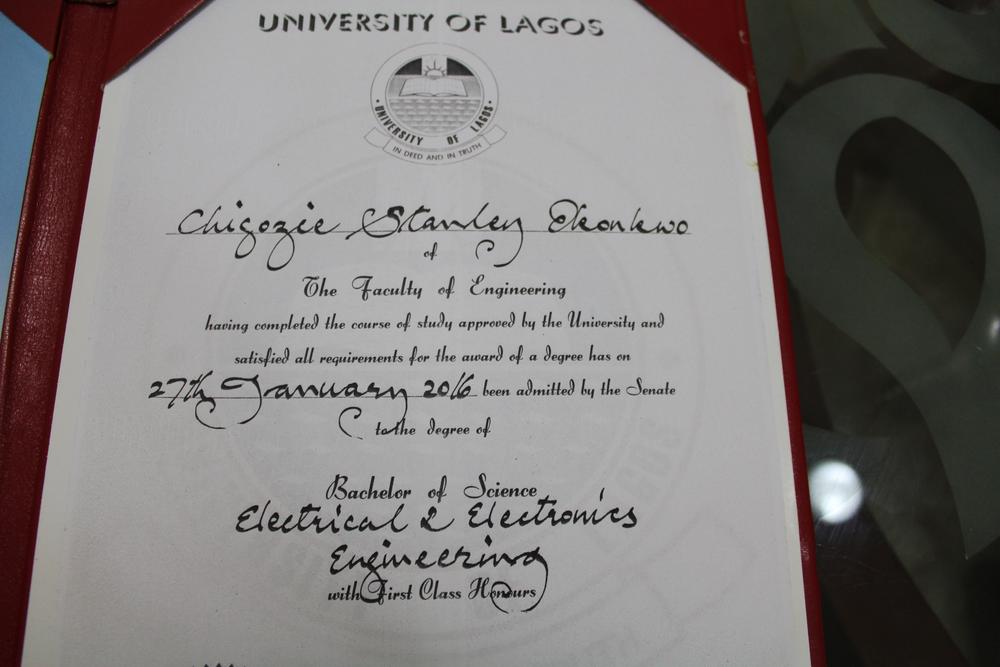 UNIVERSITY OF LAGOS
UNIVERSITY OF LAGOS
IN DEED AND IN TRUTH
Chigozie Stanley Okonkwo
of
The Faculty of Engineering
having completed the course of study approved by the University and
satisfied all requirements for the award of a degree has on
27th January 2016 been admitted by the Senate
to the degree of
Bachelor of Science
Electrical & Electronics
Engineering
with First Class Honours